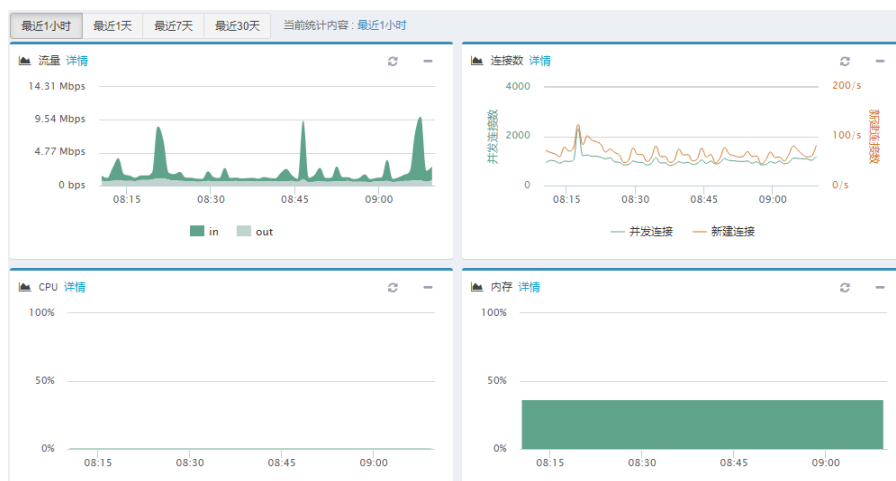 最近1小时 最近1天 最近7天 最近30天 当前统计内容 : 最近1小时
流量 详情
14.31 Mbps
9.54 Mbps
4.77 Mbps
0 bps
08:15 08:30 08:45 09:00
in out
连接数 详情
并发连接数
4000
2000
0
200/s
100/s
0/s
新建连接数
08:15 08:30 08:45 09:00
并发连接 新建连接
CPU 详情
100%
50%
0%
08:15 08:30 08:45 09:00
内存 详情
100%
50%
0%
08:15 08:30 08:45 09:00